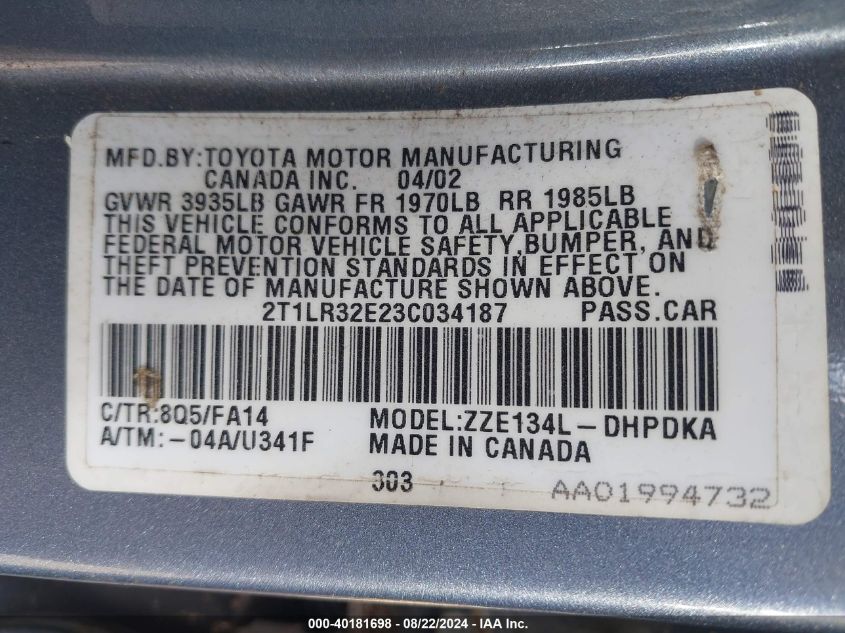 MFD.BY:TOYOTA MOTOR MANUFACTURING
CANADA INC. 04/02
GVWR 3935LB GAWR FR 1970LB RR 1985LB
THIS VEHICLE CONFORMS TO ALL APPLICABLE
FEDERAL MOTOR VEHICLE SAFETY,BUMPER, AND
THEFT PREVENTION STANDARDS IN EFFECT ON
THE DATE OF MANUFACTURE SHOWN ABOVE.
2T1LR32E23C034187 PASS.CAR
C/TR:8Q5/FA14 MODEL:ZZE134L-DHPDKA
A/TM:-04A/U341F MADE IN CANADA
303
AA01994732
000-40181698 - 08/22/2024 - IAA Inc.